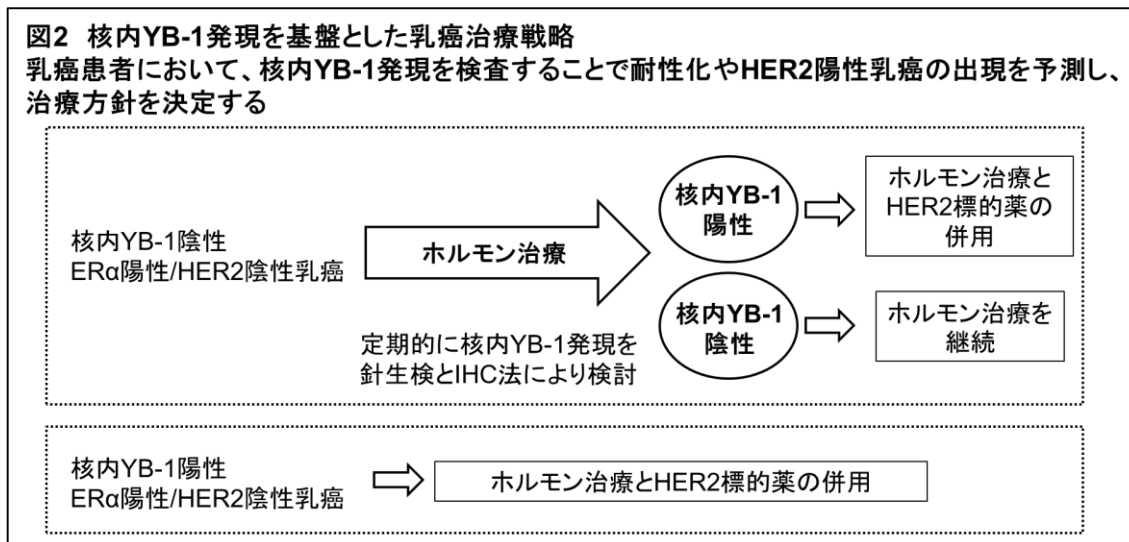 図2 核内YB-1発現を基盤とした乳癌治療戦略
乳癌患者において、核内YB-1発現を検査することで耐性化やHER2陽性乳癌の出現を予測し、
治療方針を決定する
核内YB-1陰性
ERα陽性/HER2陰性乳癌
ホルモン治療
定期的に核内YB-1発現を
針生検とIHC法により検討
核内YB-1
陽性
ホルモン治療と
HER2標的薬の
併用
核内YB-1
陰性
ホルモン治療を
継続
核内YB-1陽性
ERα陽性/HER2陰性乳癌
ホルモン治療とHER2標的薬の併用